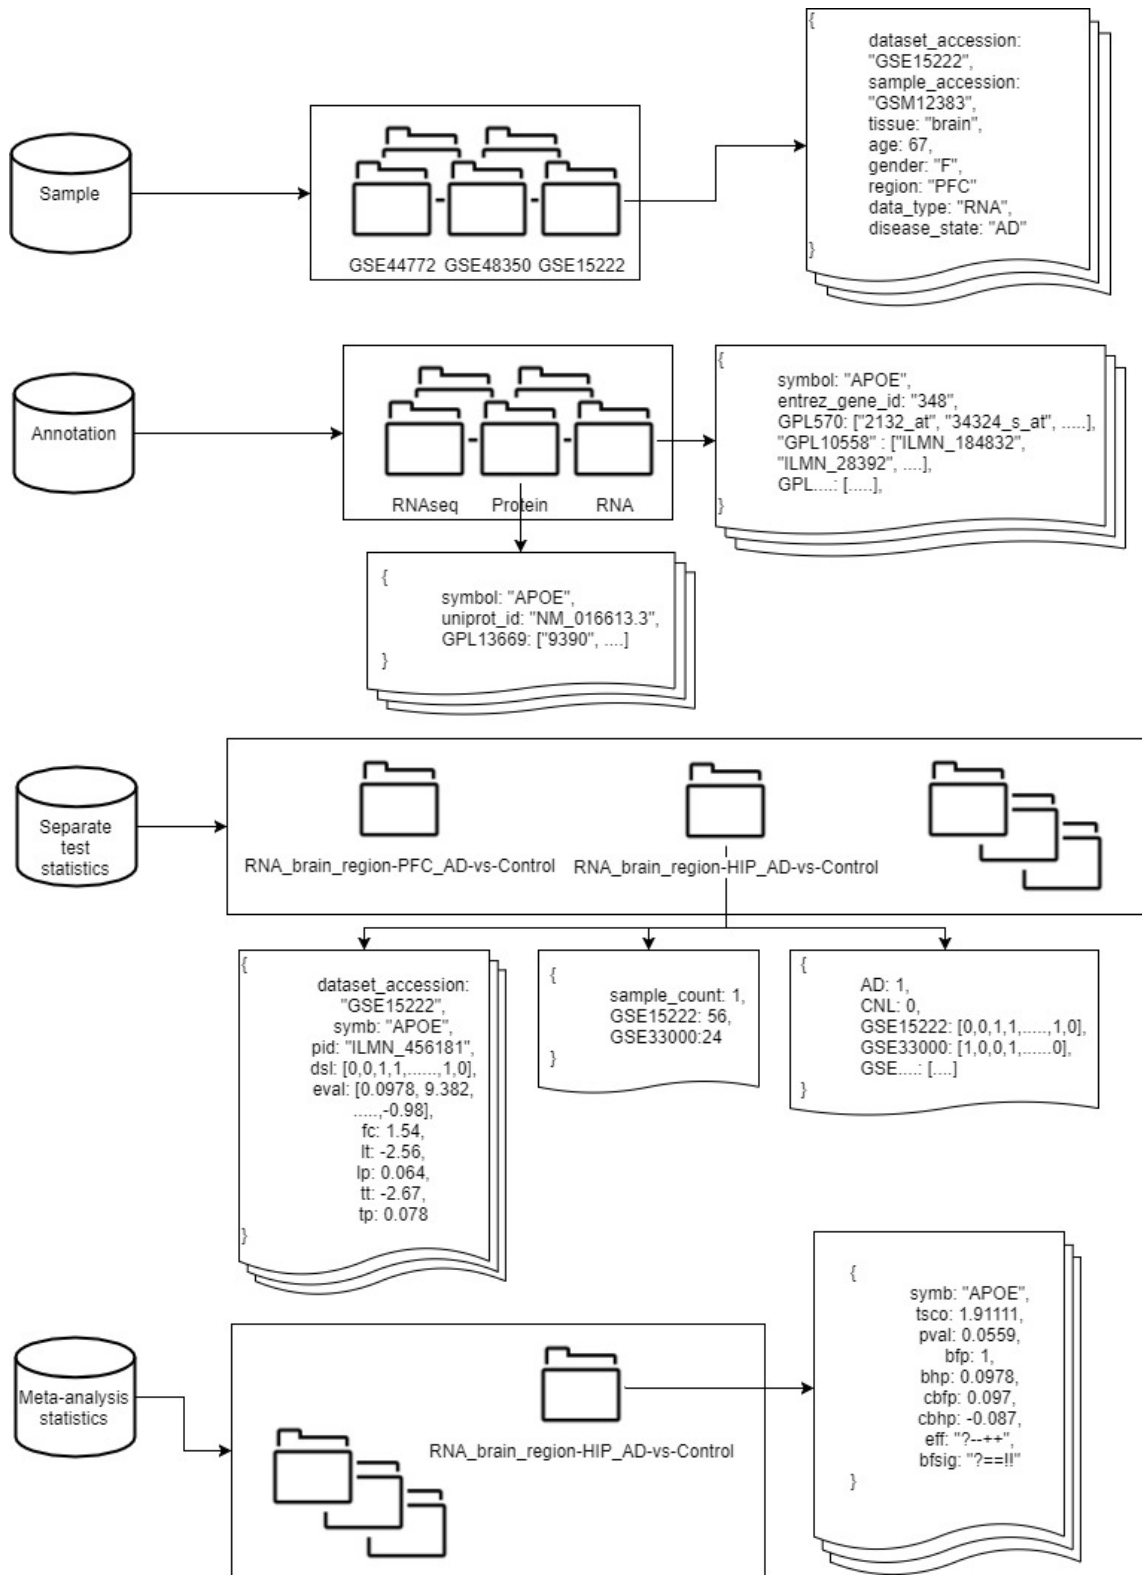 Sample
GSE44772 GSE48350 GSE15222
{
dataset_accession:
"GSE15222",
sample_accession:
"GSM12383",
tissue: "brain",
age: 67,
gender: "F",
region: "PFC"
data_type: "RNA",
disease_state: "AD"
}
Annotation
RNAseq Protein RNA
{
symbol: "APOE",
entrez_gene_id: "348",
GPL570: ["2132_at", "34324_s_at", .....],
"GPL10558" : ["ILMN_184832",
"ILMN_28392", ....],
GPL....: [.....],
}
{
symbol: "APOE",
uniprot_id: "NM_016613.3",
GPL13669: ["9390", ....]
}
Separate
test
statistics
RNA_brain_region-PFC_AD-vs-Control RNA_brain_region-HIP_AD-vs-Control
{
dataset_accession:
"GSE15222",
symb: "APOE",
pid: "ILMN_456181",
dsl: [0,0,1,1,......,1,0],
eval: [0.0978, 9.382,
.....,-0.98],
fc: 1.54,
lt: -2.56,
lp: 0.064,
tt: -2.67,
tp: 0.078
}
{
sample_count: 1,
GSE15222: 56,
GSE33000:24
}
{
AD: 1,
CNL: 0,
GSE15222: [0,0,1,1,.....,1,0],
GSE33000: [1,0,0,1,......0],
GSE....: [....]
}
Meta-analysis
statistics
RNA_brain_region-HIP_AD-vs-Control
{
symb: "APOE",
tsco: 1.91111,
pval: 0.0559,
bfp: 1,
bhp: 0.0978,
cbfp: 0.097,
cbhp: -0.087,
eff: "?--++",
bfsig: "?==!!"
}